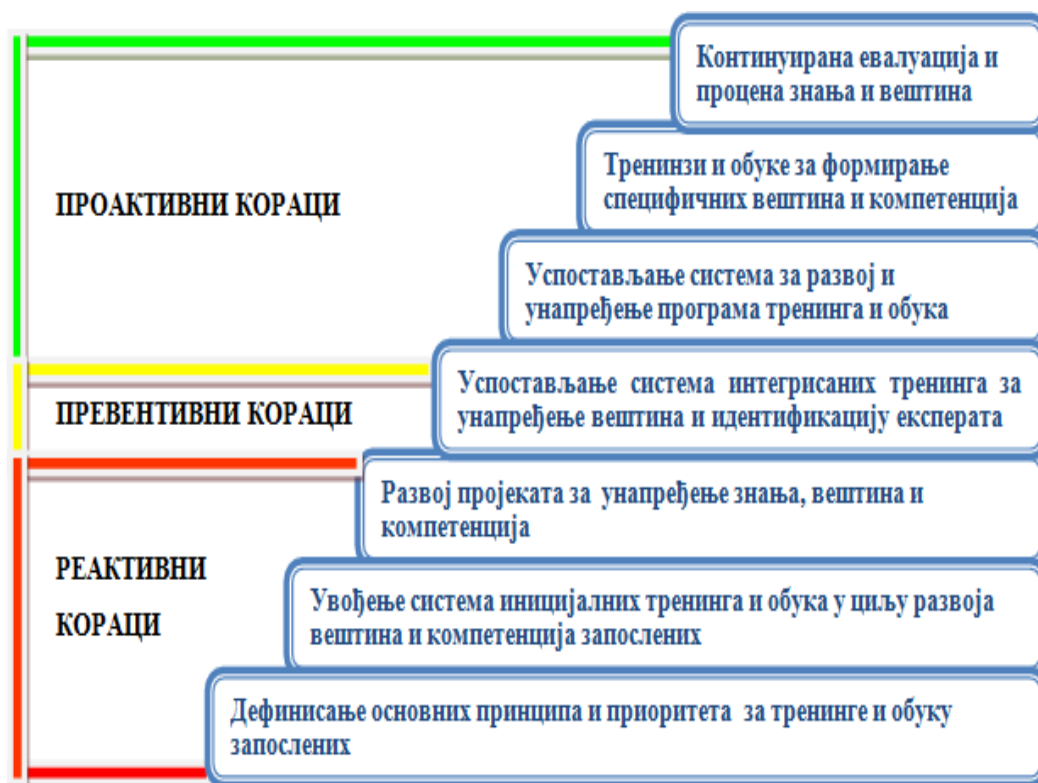 Континуирана евалуација и
процена знања и вештина
Тренинзи и обуке за формирање
специфичних вештина и компетенција
ПРОАКТИВНИ КОРАЦИ
Успостављање система за развој и
унапређење програма тренинга и обука
Успостављање система интегрисаних тренинга за
унапређење вештина и идентификацију експерата
ПРЕВЕНТИВНИ КОРАЦИ
Развој пројеката за унапређење знања, вештина и
компетенција
РЕАКТИВНИ
КОРАЦИ
Увођење система иницијалних тренинга и обука у циљу развоја
вештина и компетенција запослених
Дефинисање основних принципа и приоритета за тренинге и обуку
запослених